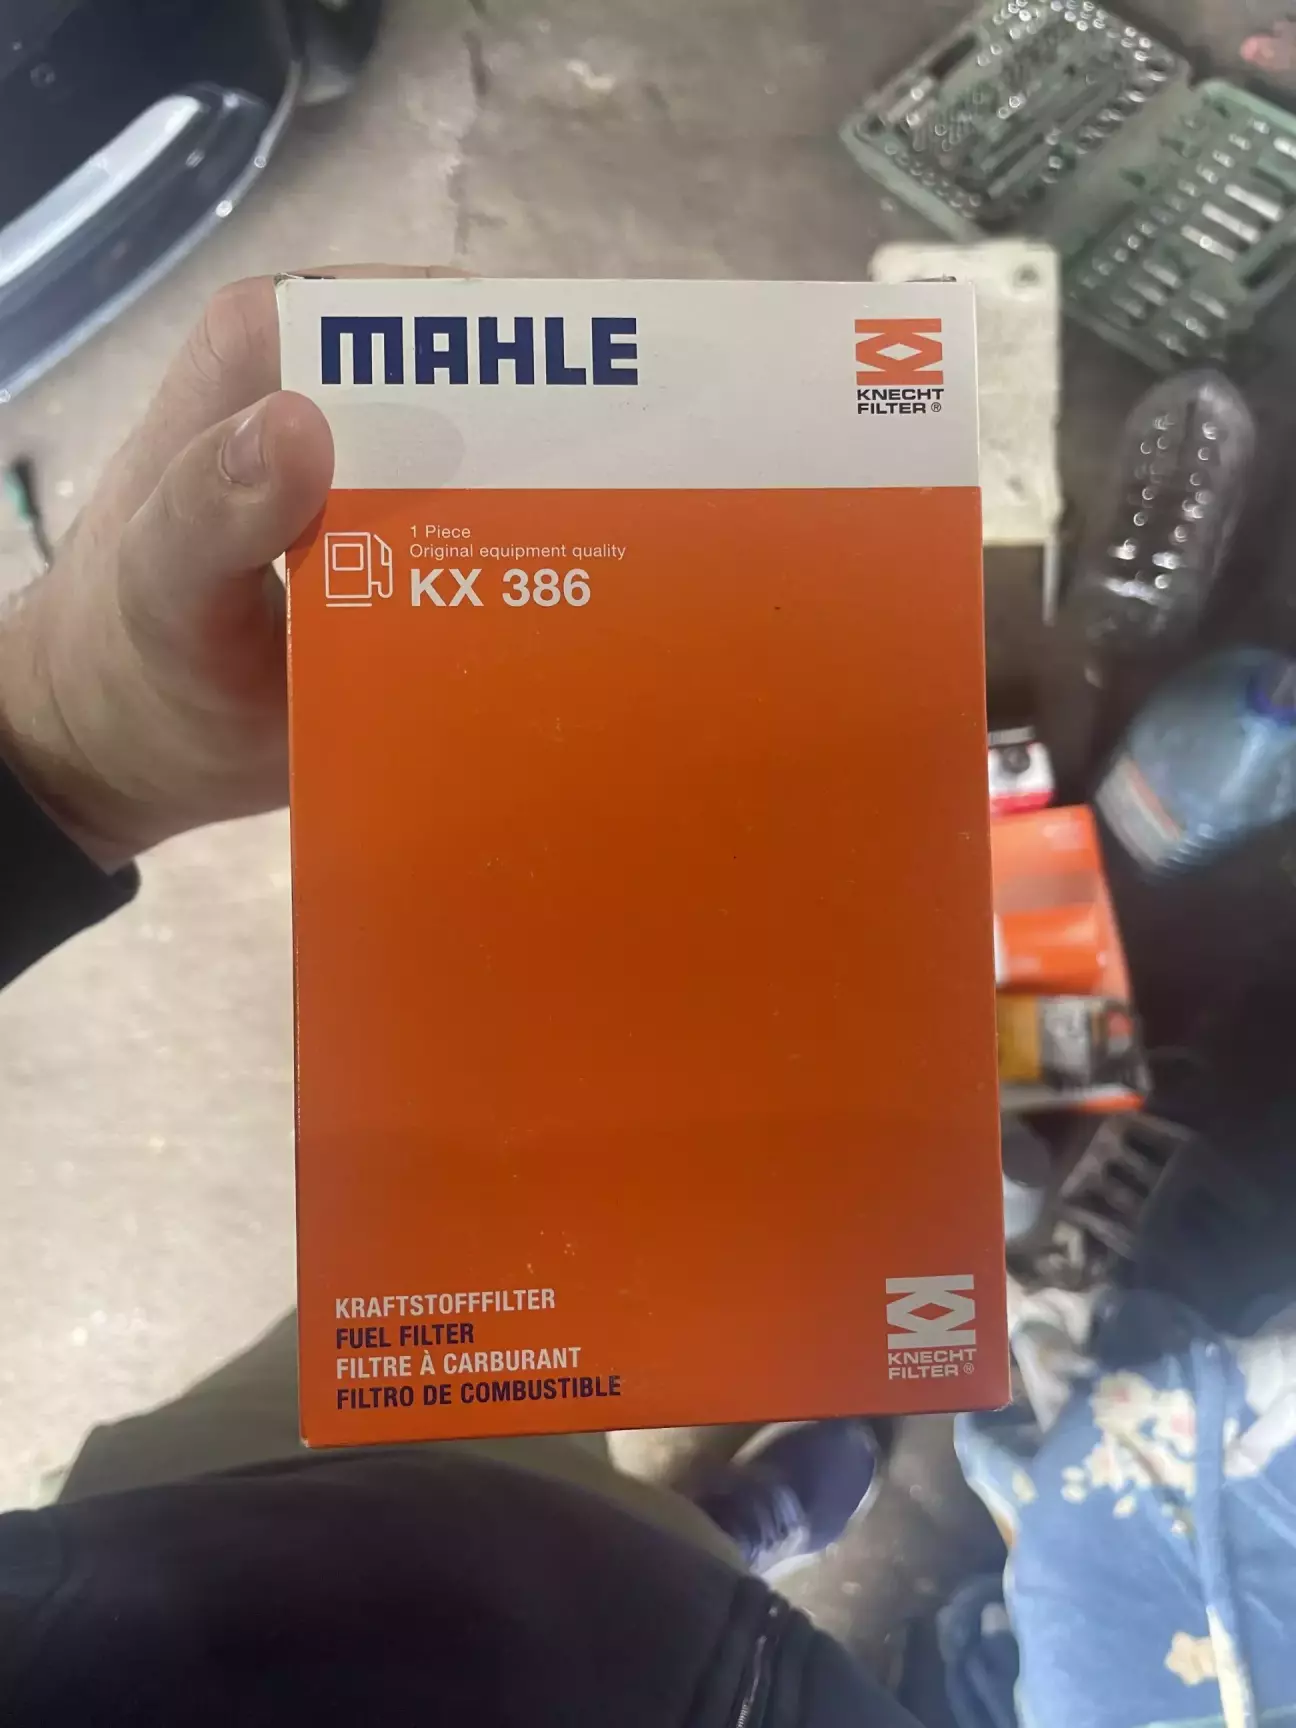 MAHLE
KNECHT
FILTER®
1 Piece
Original equipment quality
KX 386
KRAFTSTOFFFILTER
FUEL FILTER
FILTRE À CARBURANT
FILTRO DE COMBUSTIBLE
KNECHT
FILTER®